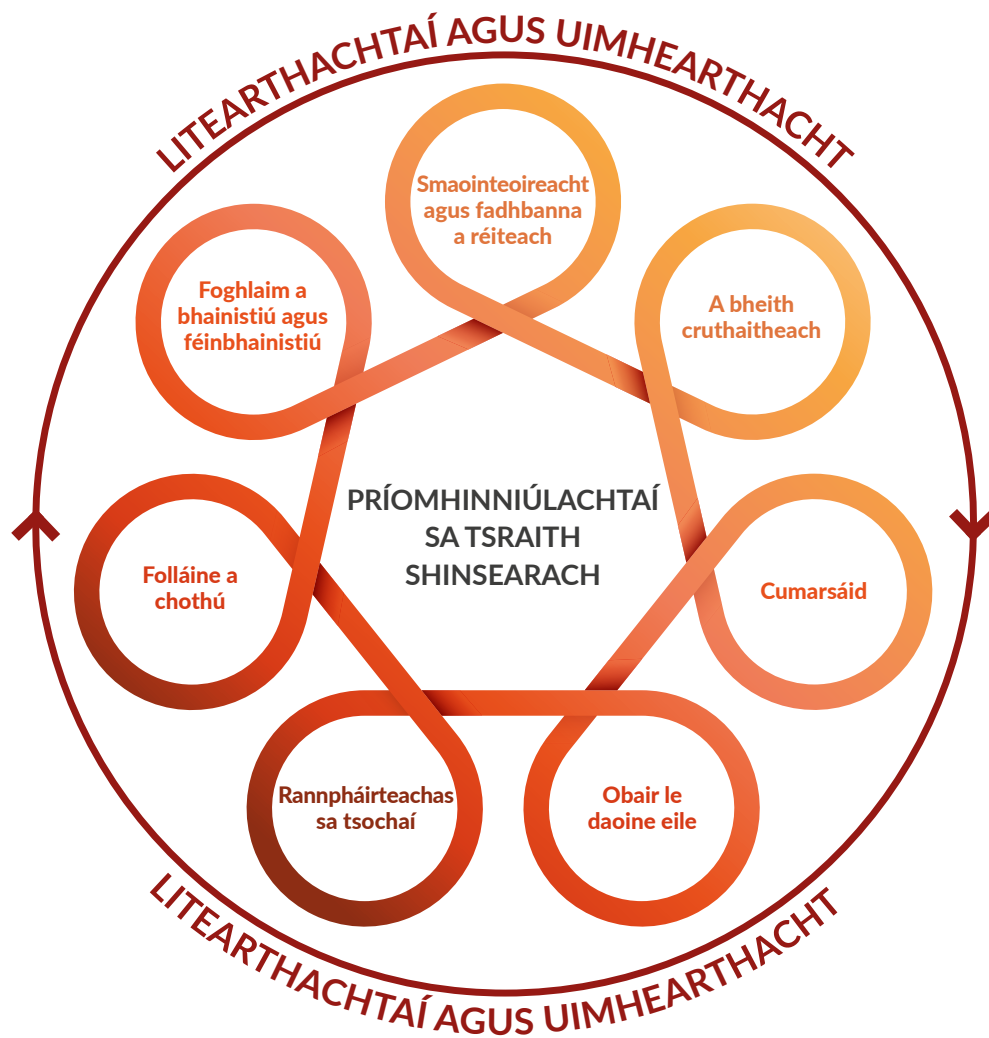 LITEARTHACHTAÍ AGUS UIMHEARTHACHT
Smaointeoireacht
agus fadhbanna
a réiteach
A bheith
cruthaitheach
Cumarsáid
Obair le
daoine eile
Rannpháirteachas
sa tsochaí
Folláine a
chothú
Foghlaim a
bhainistiú agus
féinbhainistiú
PRÍOMHINNIÚLACHTAÍ
SA TSRAITH
SHINSEARACH
LITEARTHACHTAÍ AGUS UIMHEARTHACHT